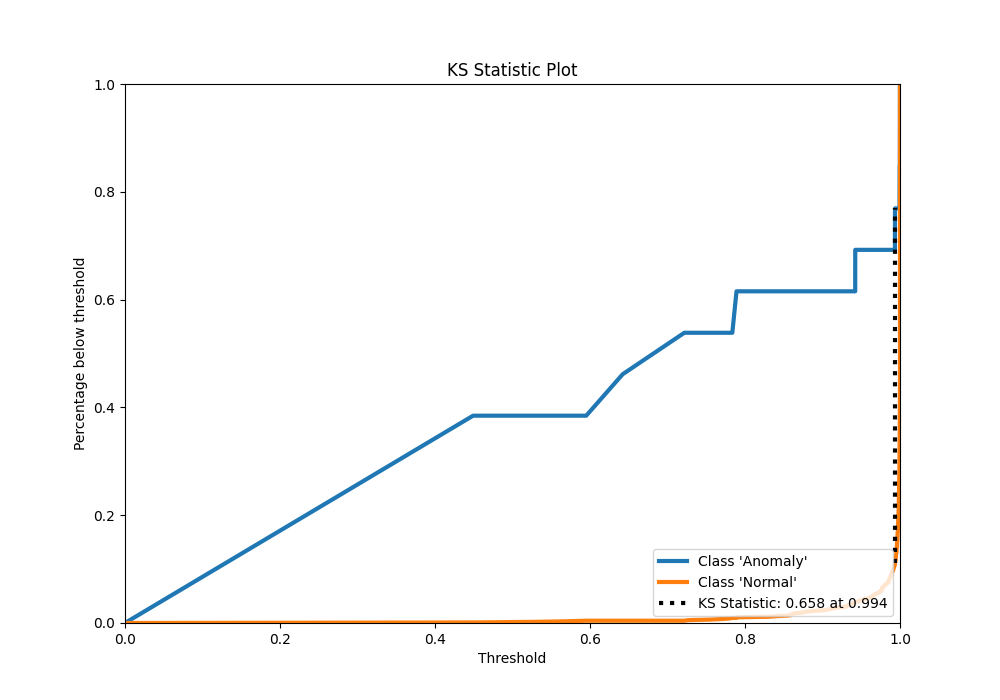 KS Statistic Plot
1.0
0.8
0.6
0.4
0.2
0.0
Percentage below threshold
0.0 0.2 0.4 0.6 0.8 1.0
Threshold
Class 'Anomaly'
Class 'Normal'
KS Statistic: 0.658 at 0.994